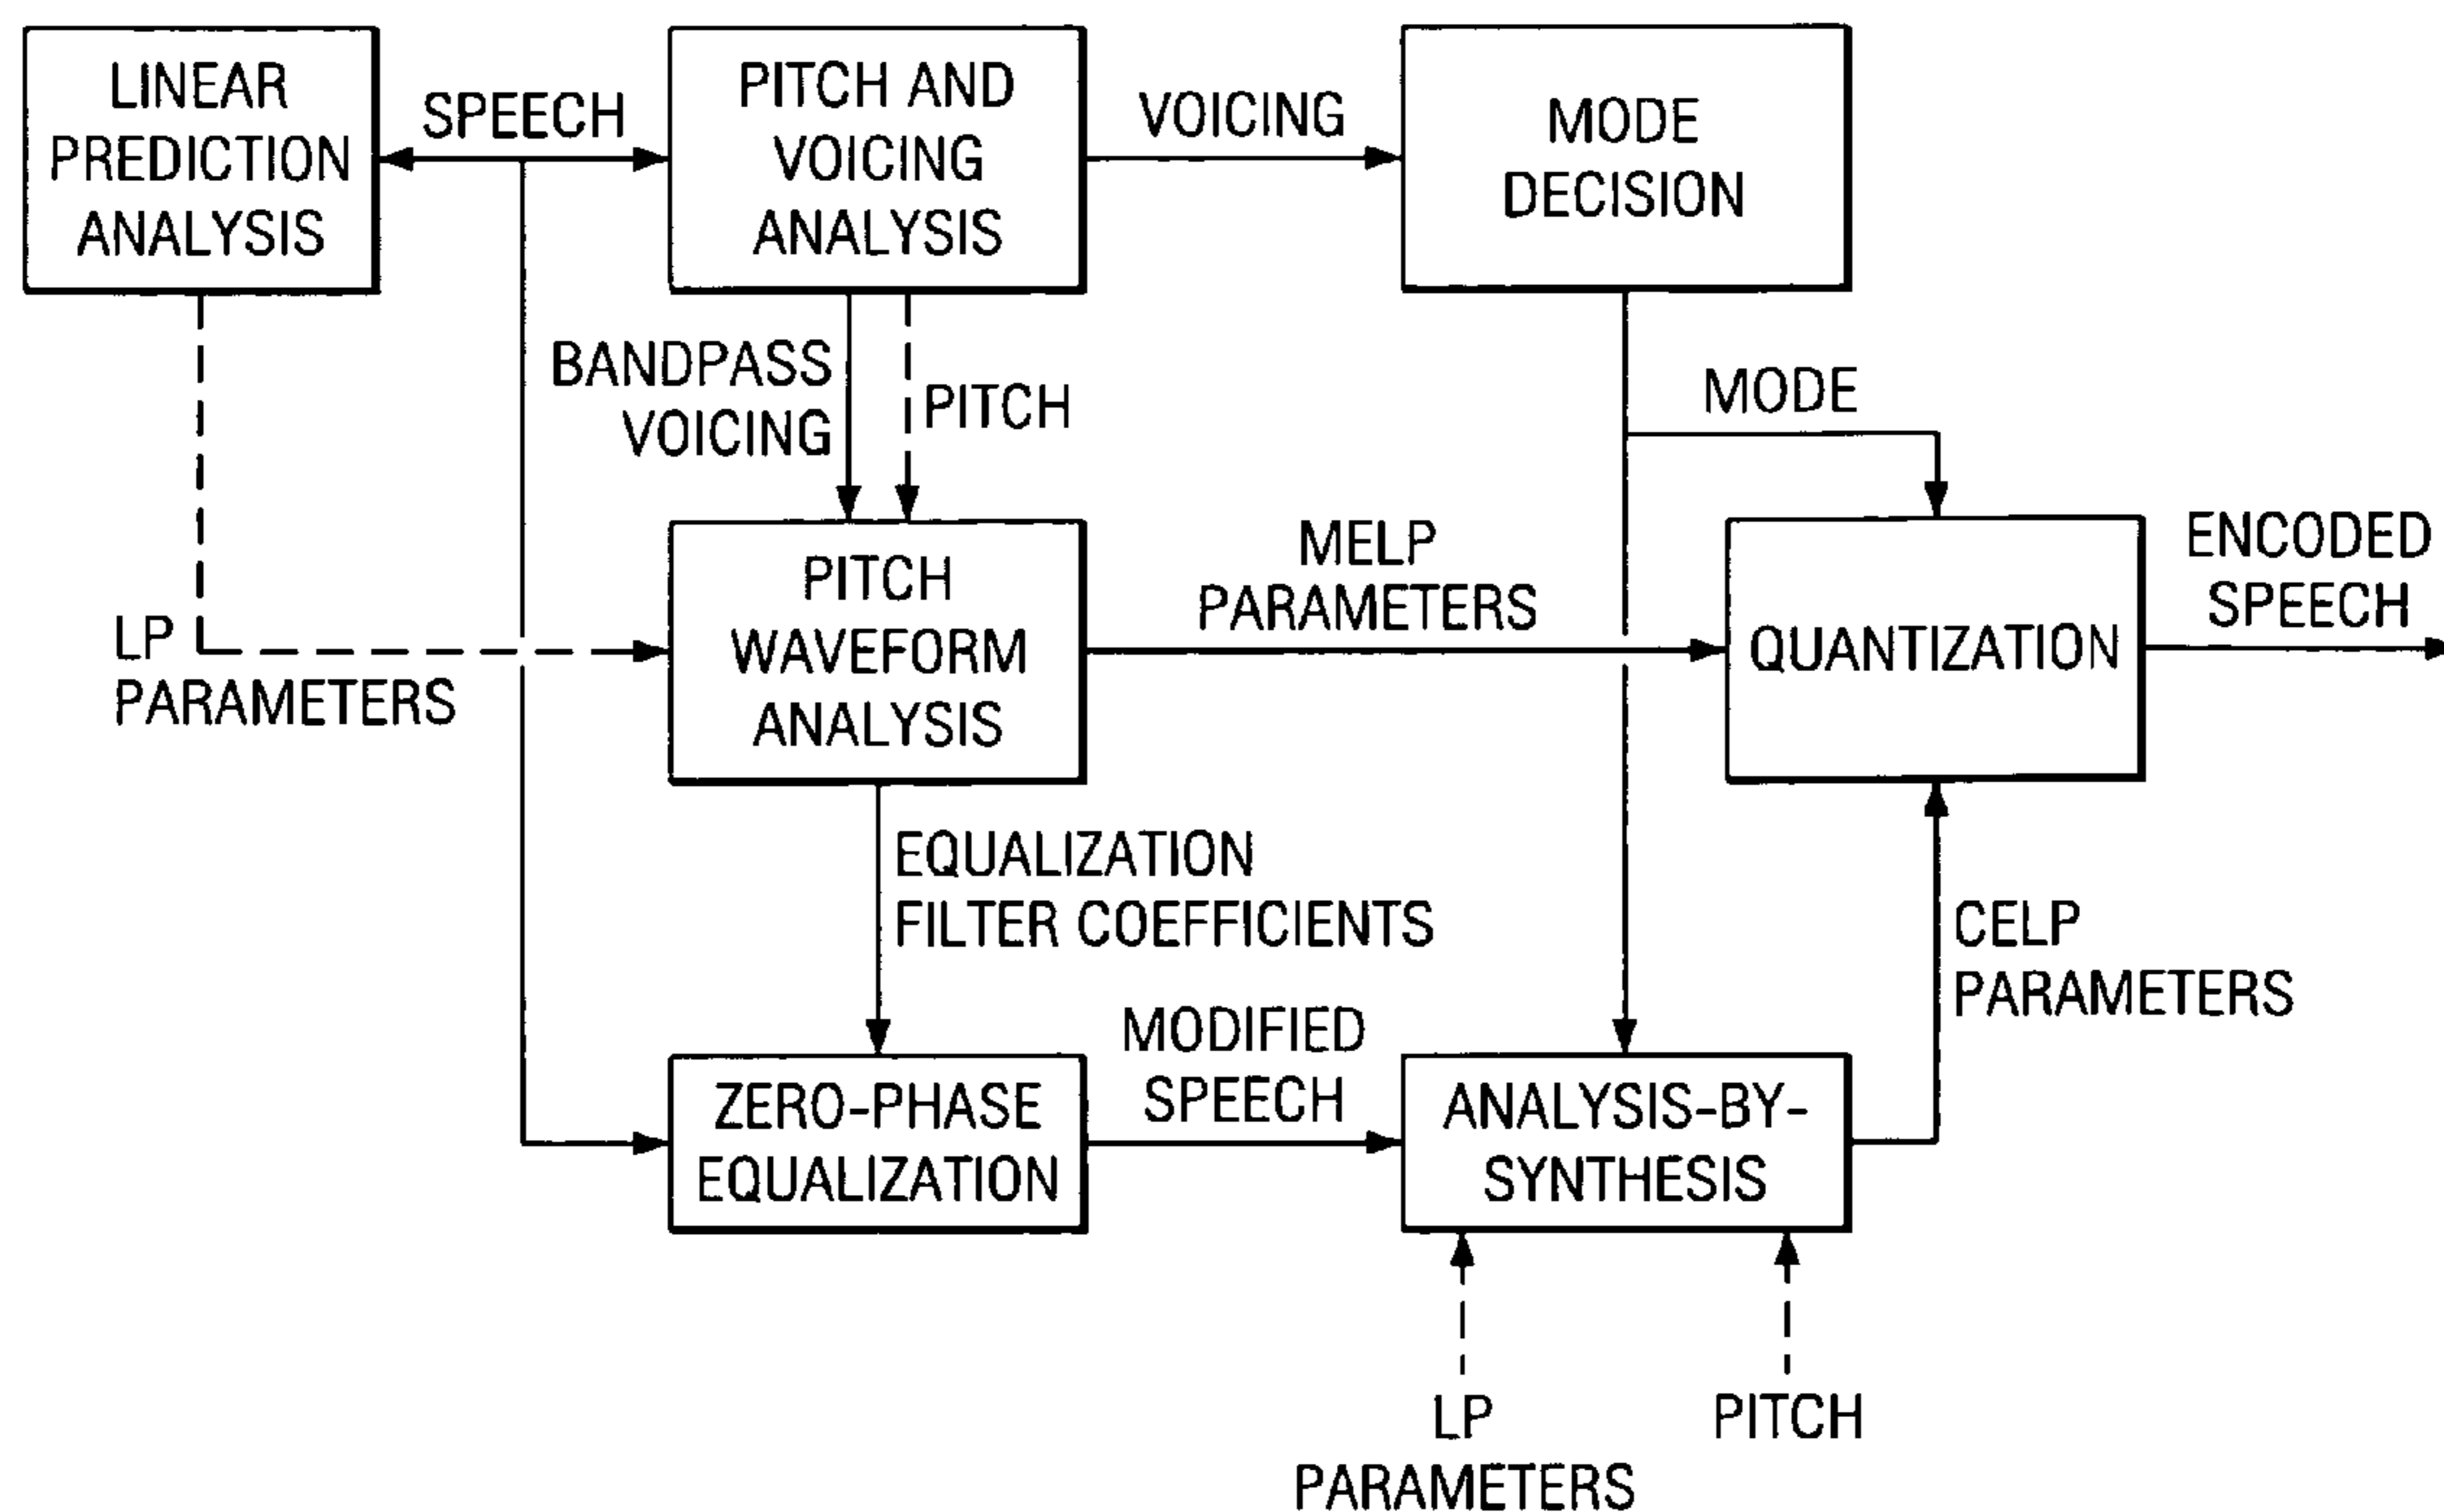 LINEAR
PREDICTION
ANALYSIS
SPEECH
PITCH AND
VOICING
ANALYSIS
VOICING
MODE
DECISION
BANDPASS
VOICING
PITCH
MODE
LP
PARAMETERS
PITCH
WAVEFORM
ANALYSIS
MELP
PARAMETERS
QUANTIZATION
ENCODED
SPEECH
EQUALIZATION
FILTER COEFFICIENTS
CELP
PARAMETERS
ZERO-PHASE
EQUALIZATION
MODIFIED
SPEECH
ANALYSIS-BY-
SYNTHESIS
LP
PARAMETERS
PITCH